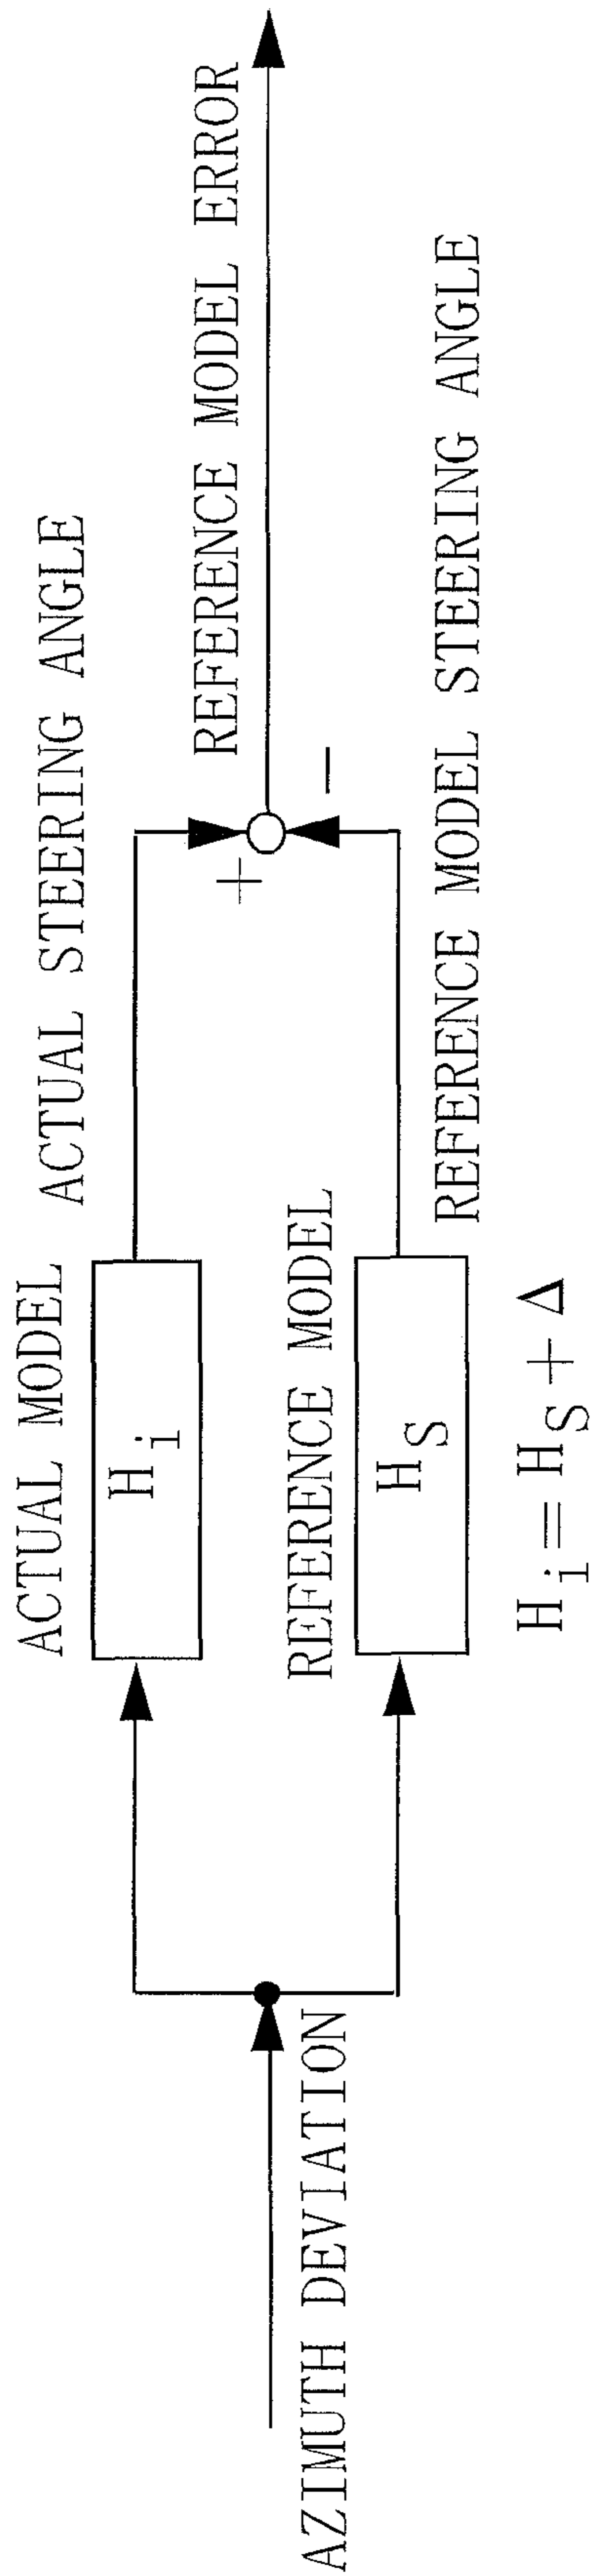 AZIMUTH DEVIATION
ACTUAL MODEL
H_i
ACTUAL STEERING ANGLE
REFERENCE MODEL
H_S
REFERENCE MODEL STEERING ANGLE
+
−
REFERENCE MODEL ERROR
H_i = H_S + Δ